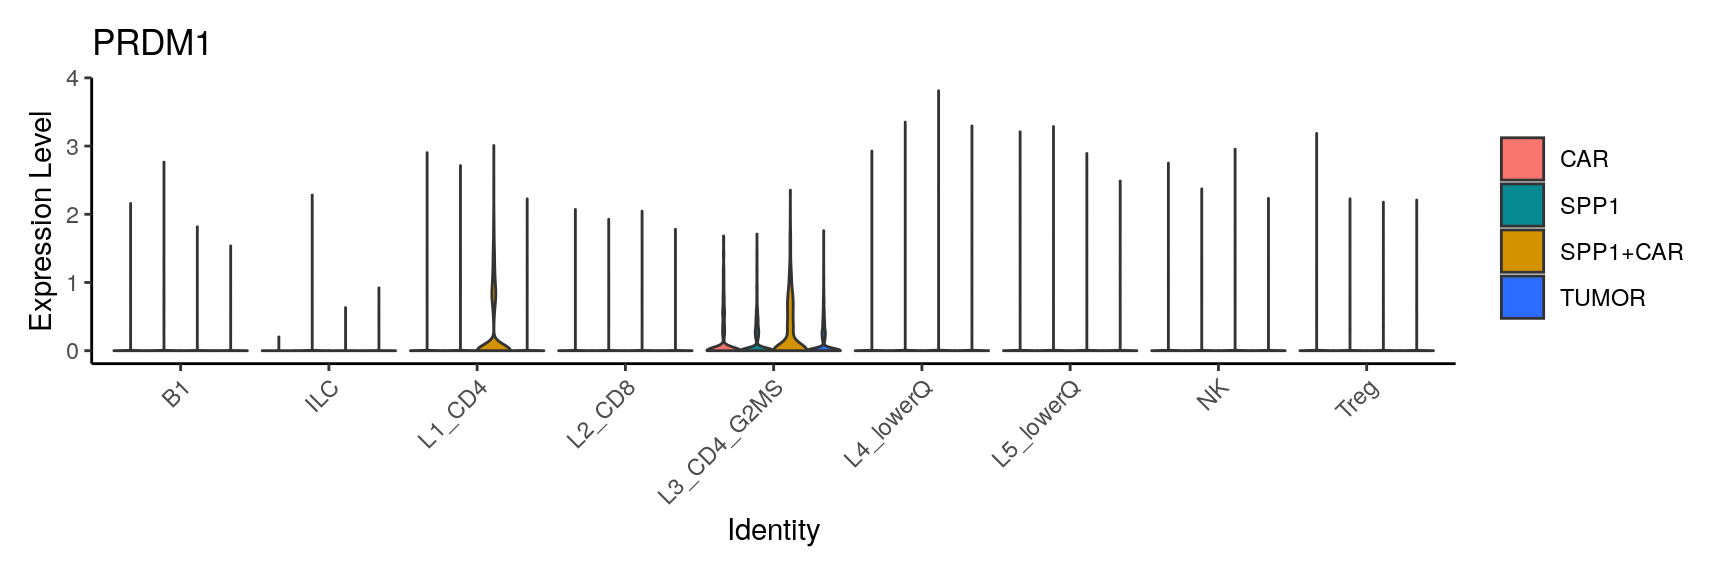 PRDM1
Expression Level
4
3
2
1
0
B1
ILC
L1_CD4
L2_CD8
L3_CD4_G2MS
L4_lowerQ
L5_lowerQ
NK
Treg
Identity
CAR
SPP1
SPP1+CAR
TUMOR